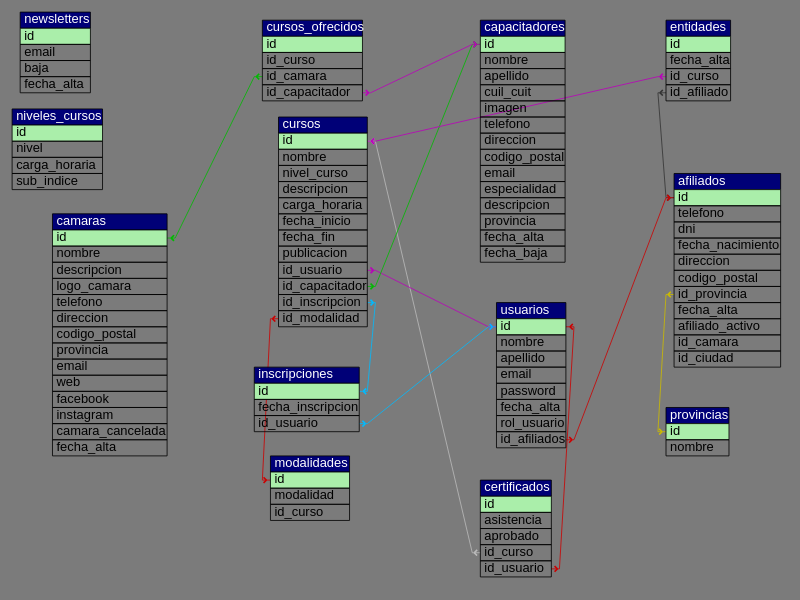 newsletters
id
email
baja
fecha_alta
niveles_cursos
id
nivel
carga_horaria
sub_indice
camaras
id
nombre
descripcion
logo_camara
telefono
direccion
codigo_postal
provincia
email
web
facebook
instagram
camara_cancelada
fecha_alta
cursos_ofrecidos
id
id_curso
id_camara
id_capacitador
cursos
id
nombre
nivel_curso
descripcion
carga_horaria
fecha_inicio
fecha_fin
publicacion
id_usuario
id_capacitador
id_inscripcion
id_modalidad
inscripciones
id
fecha_inscripcion
id_usuario
modalidades
id
modalidad
id_curso
capacitadores
id
nombre
apellido
cuil_cuit
imagen
telefono
direccion
codigo_postal
email
especialidad
descripcion
provincia
fecha_alta
fecha_baja
usuarios
id
nombre
apellido
email
password
fecha_alta
rol_usuario
id_afiliados
certificados
id
asistencia
aprobado
id_curso
id_usuario
entidades
id
fecha_alta
id_curso
id_afiliado
afiliados
id
telefono
dni
fecha_nacimiento
direccion
codigo_postal
id_provincia
fecha_alta
afiliado_activo
id_camara
id_ciudad
provincias
id
nombre